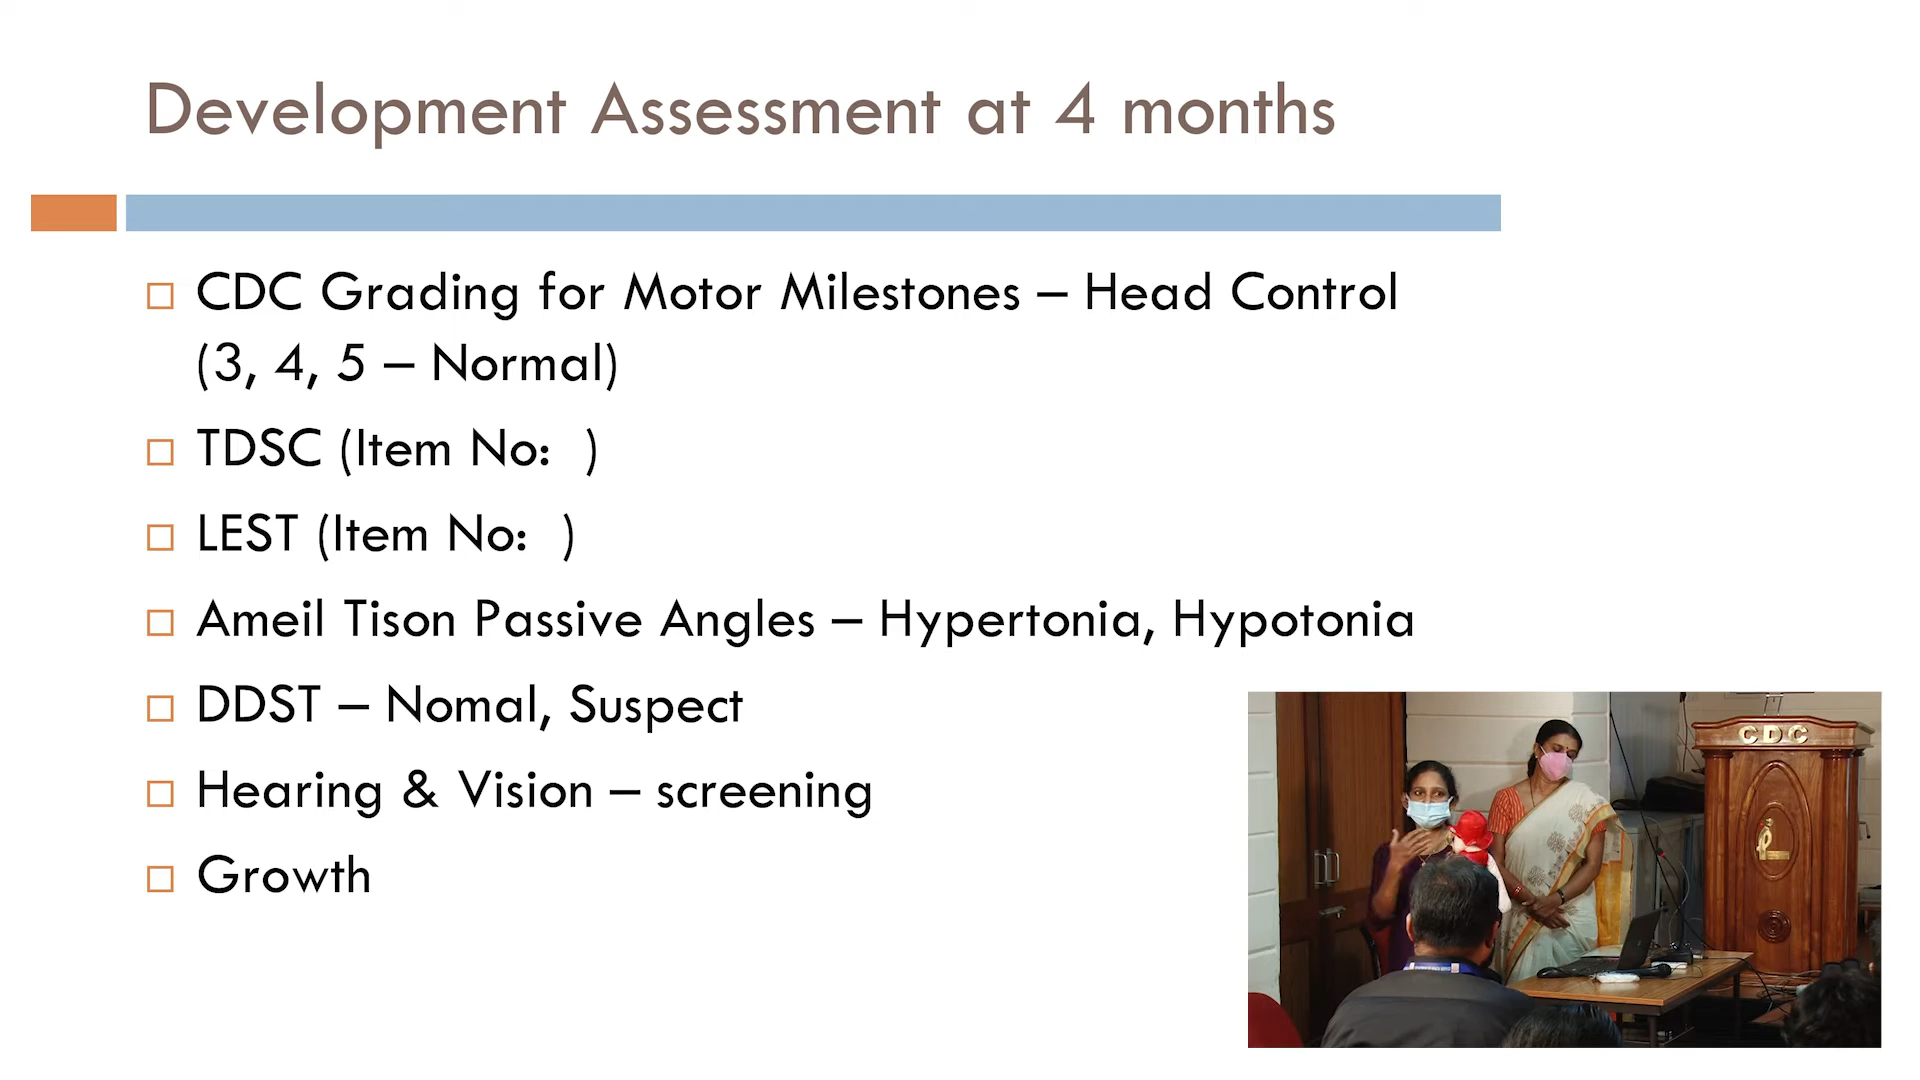 Development Assessment at 4 months
CDC Grading for Motor Milestones – Head Control
(3, 4, 5 – Normal)
TDSC (Item No:  )
LEST (Item No:  )
Ameil Tison Passive Angles – Hypertonia, Hypotonia
DDST – Nomal, Suspect
Hearing & Vision – screening
Growth
CDC